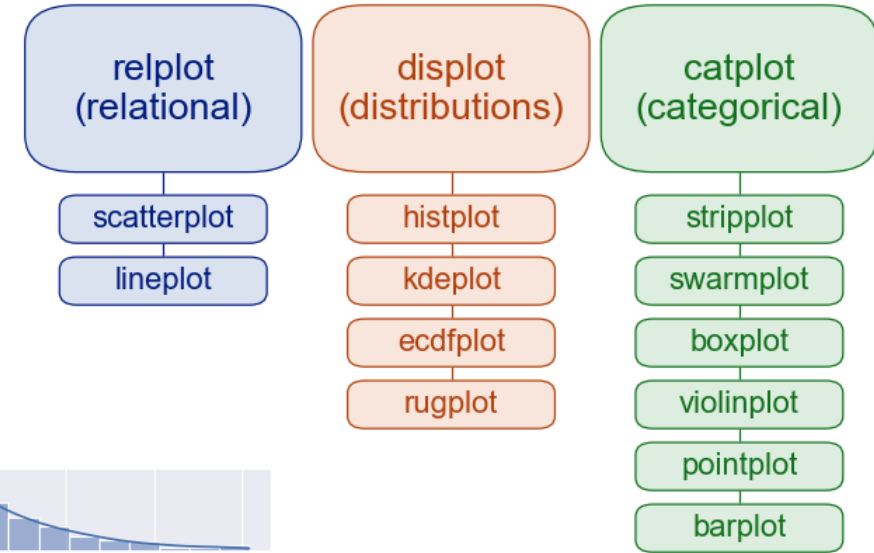 relplot
(relational)
scatterplot
lineplot
displot
(distributions)
histplot
kdeplot
ecdfplot
rugplot
catplot
(categorical)
stripplot
swarmplot
boxplot
violinplot
pointplot
barplot